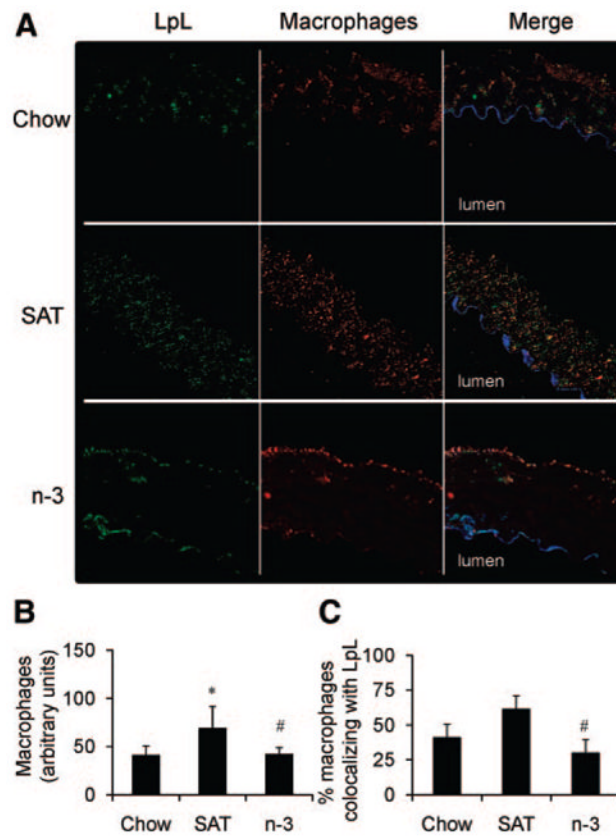 A
LpL Macrophages Merge
Chow
lumen
SAT
lumen
n-3
lumen
B
Macrophages
(arbitrary units)
150
100
50
0
*
#
Chow SAT n-3
C
% macrophages
colocalizing with LpL
100
75
50
25
0
#
Chow SAT n-3